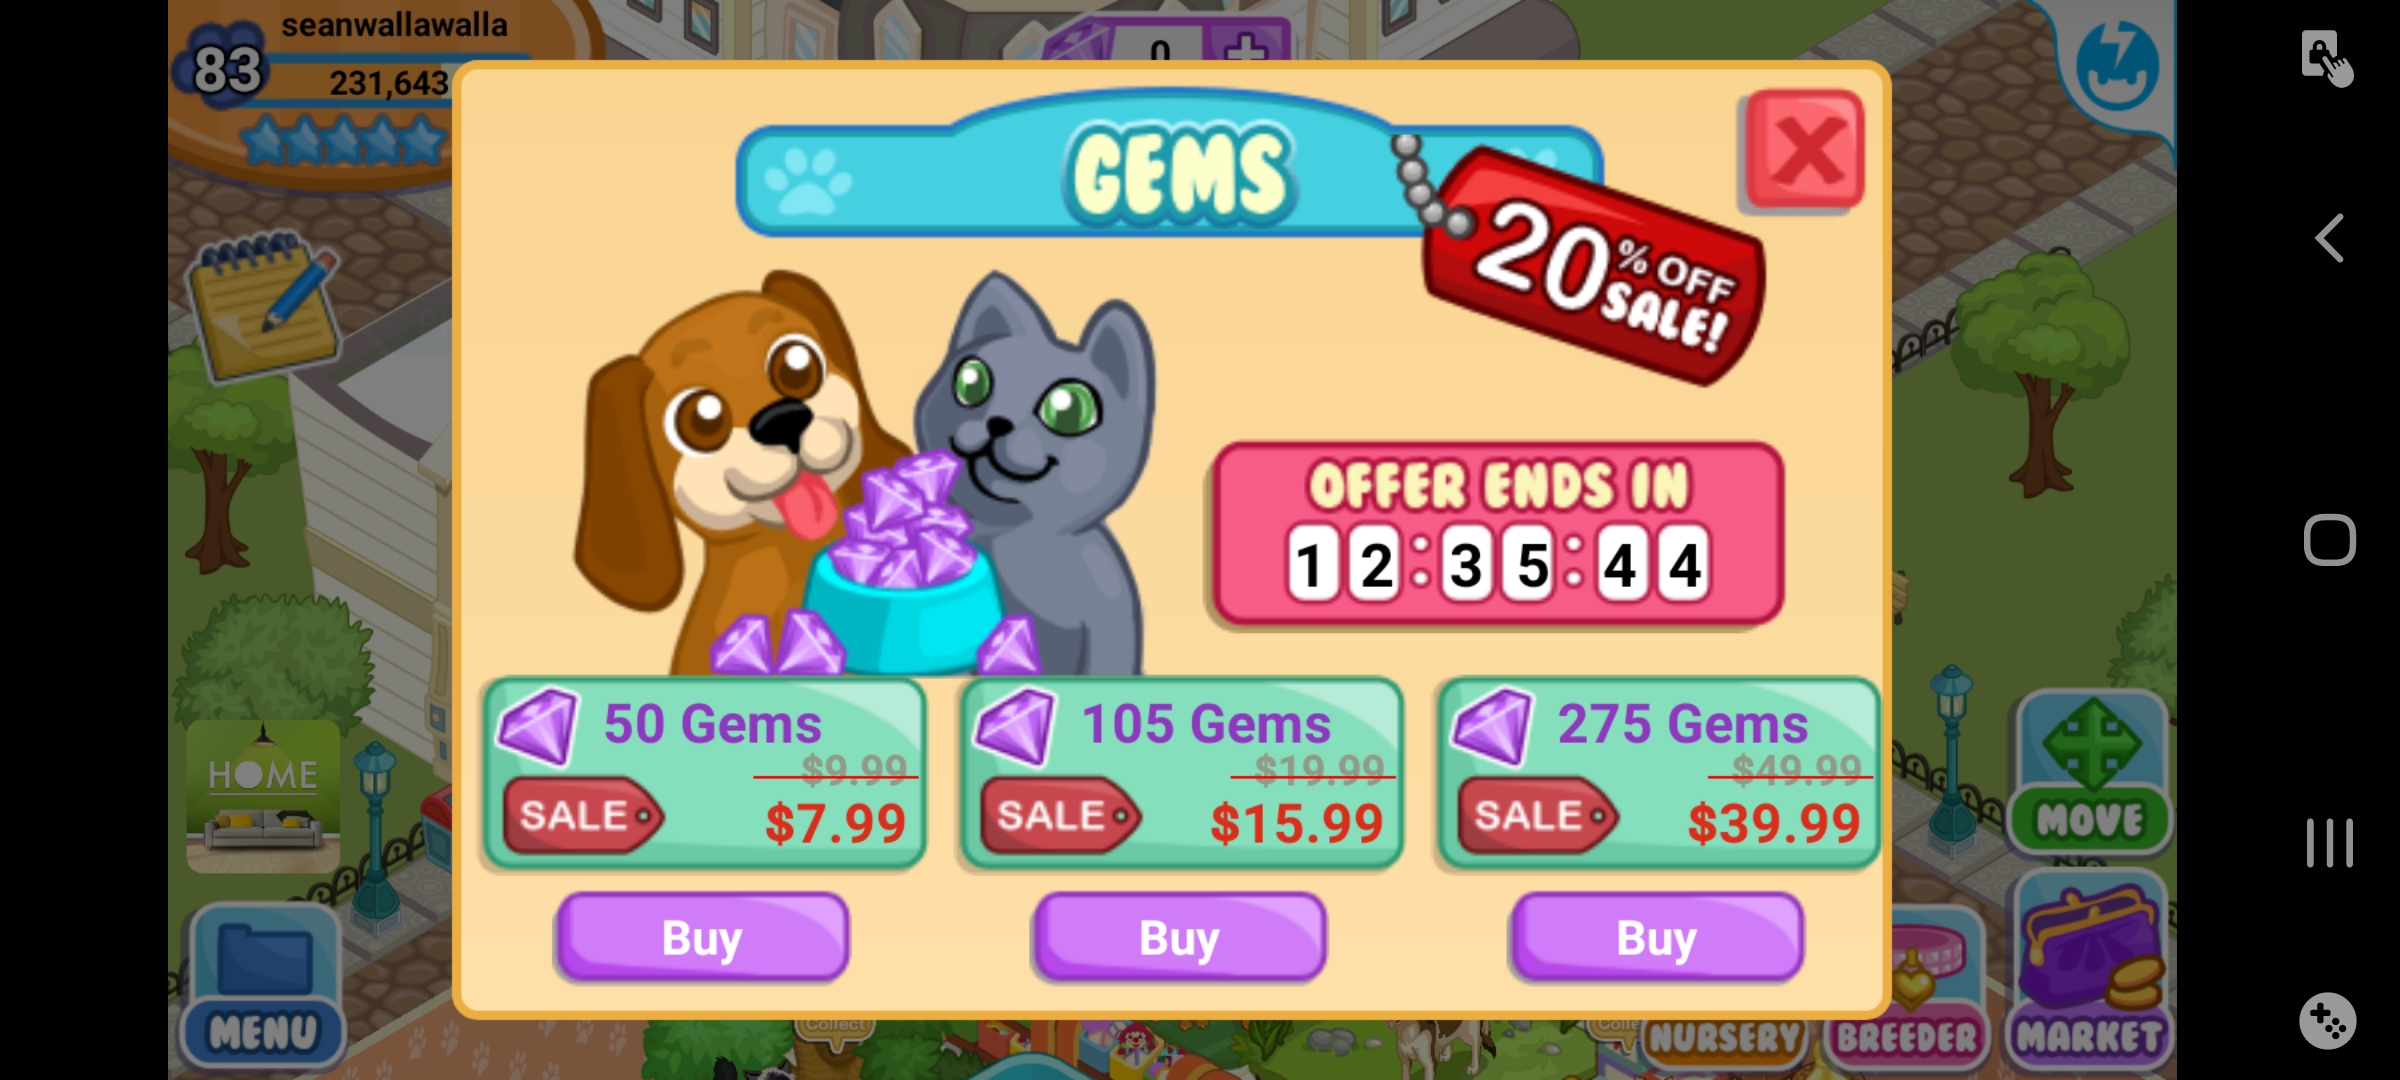 seanwallawalla
83
231,643
0
GEMS
20% OFF
SALE!
OFFER ENDS IN
12:35:44
50 Gems
$9.99
SALE
$7.99
Buy
105 Gems
$19.99
SALE
$15.99
Buy
275 Gems
$49.99
SALE
$39.99
Buy
HOME
MENU
MOVE
Collect
NURSERY
BREEDER
MARKET